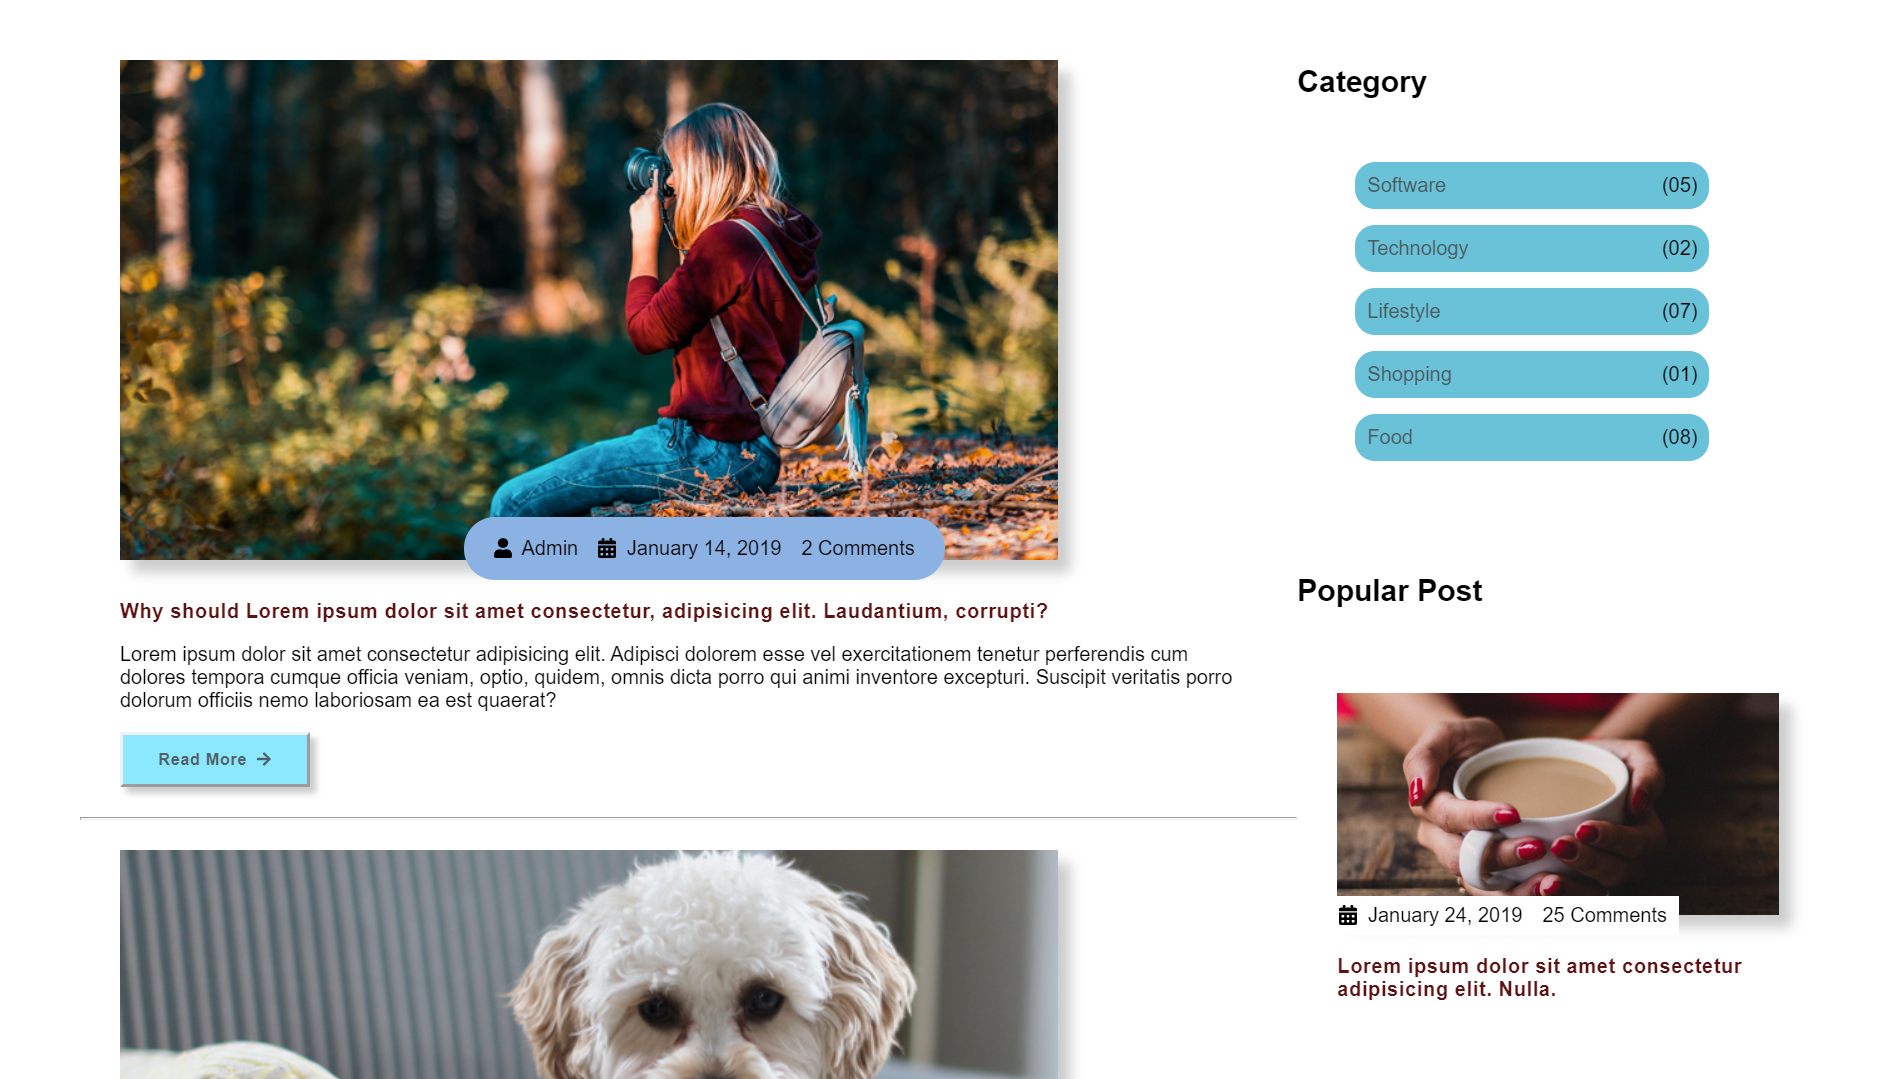 Admin January 14, 2019 2 Comments
Why should Lorem ipsum dolor sit amet consectetur, adipisicing elit. Laudantium, corrupti?
Lorem ipsum dolor sit amet consectetur adipisicing elit. Adipisci dolorem esse vel exercitationem tenetur perferendis cum
dolores tempora cumque officia veniam, optio, quidem, omnis dicta porro qui animi inventore excepturi. Suscipit veritatis porro
dolorum officiis nemo laboriosam ea est quaerat?
Read More
Category
Software (05)
Technology (02)
Lifestyle (07)
Shopping (01)
Food (08)
Popular Post
January 24, 2019 25 Comments
Lorem ipsum dolor sit amet consectetur
adipisicing elit. Nulla.